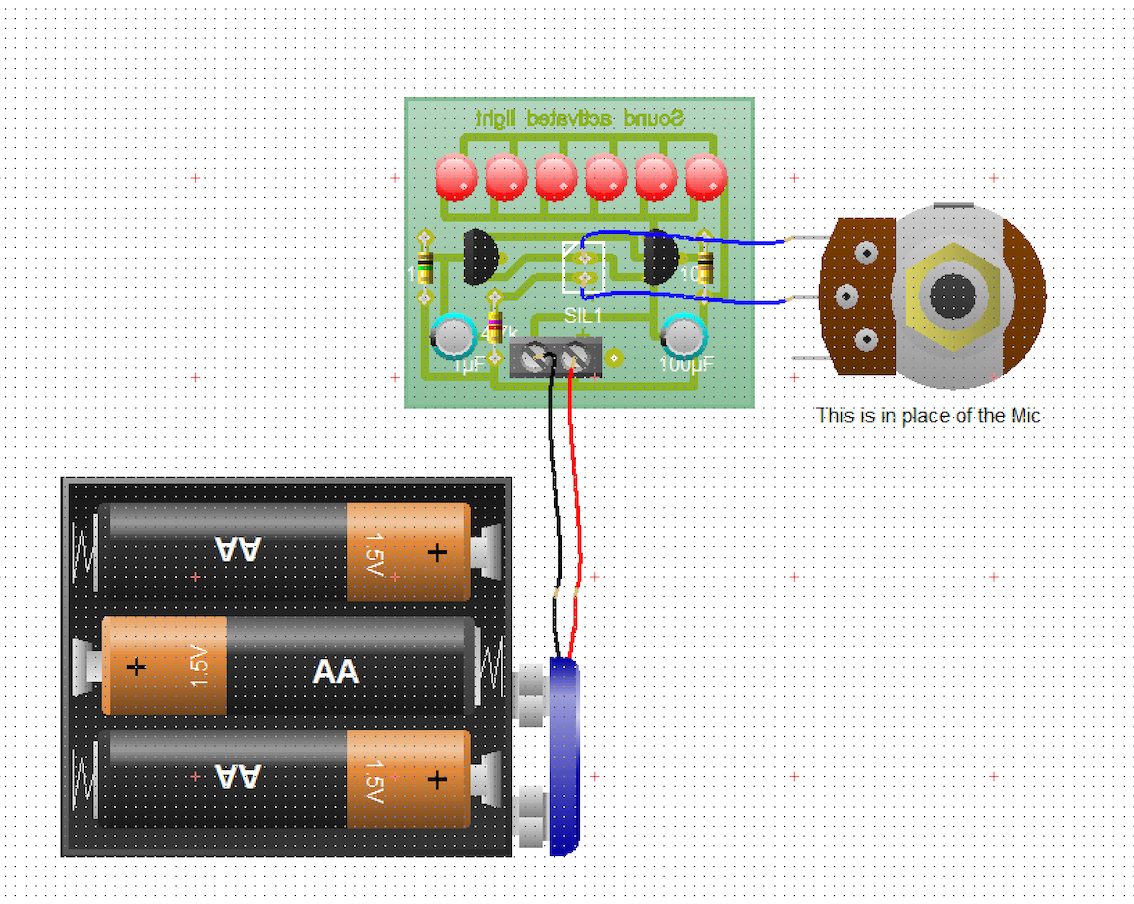 Sound activated light
1
10
SIL1
4.7k
1µF
100µF
This is in place of the Mic
AA
1.5V
+
+
1.5V
AA
AA
1.5V
+